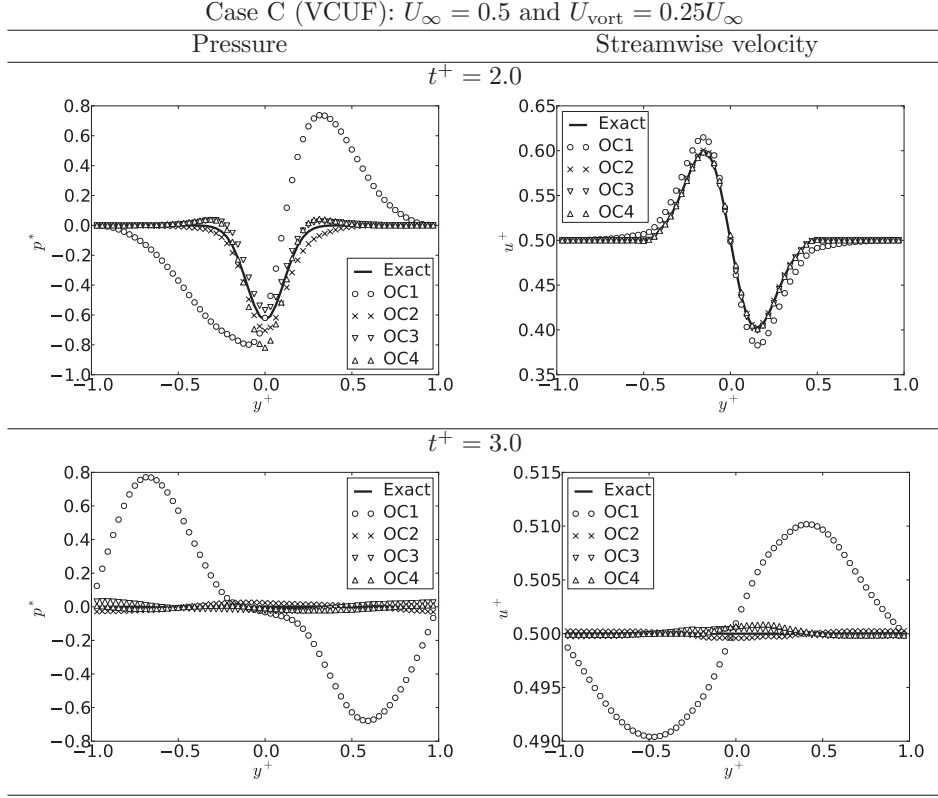 Case C (VCUF): U∞ = 0.5 and Uvort = 0.25U∞
Pressure Streamwise velocity
t+ = 2.0
0.8
0.6
0.4
0.2
0.0
−0.2
−0.4
−0.6
−0.8
−1.0
p*
−1.0 −0.5 0.0 0.5 1.0
y+
Exact
OC1
OC2
OC3
OC4
0.65
0.60
0.55
0.50
0.45
0.40
0.35
u+
−1.0 −0.5 0.0 0.5 1.0
y+
Exact
OC1
OC2
OC3
OC4
t+ = 3.0
0.8
0.6
0.4
0.2
0.0
−0.2
−0.4
−0.6
−0.8
p*
−1.0 −0.5 0.0 0.5 1.0
y+
Exact
OC1
OC2
OC3
OC4
0.515
0.510
0.505
0.500
0.495
0.490
u+
−1.0 −0.5 0.0 0.5 1.0
y+
Exact
OC1
OC2
OC3
OC4